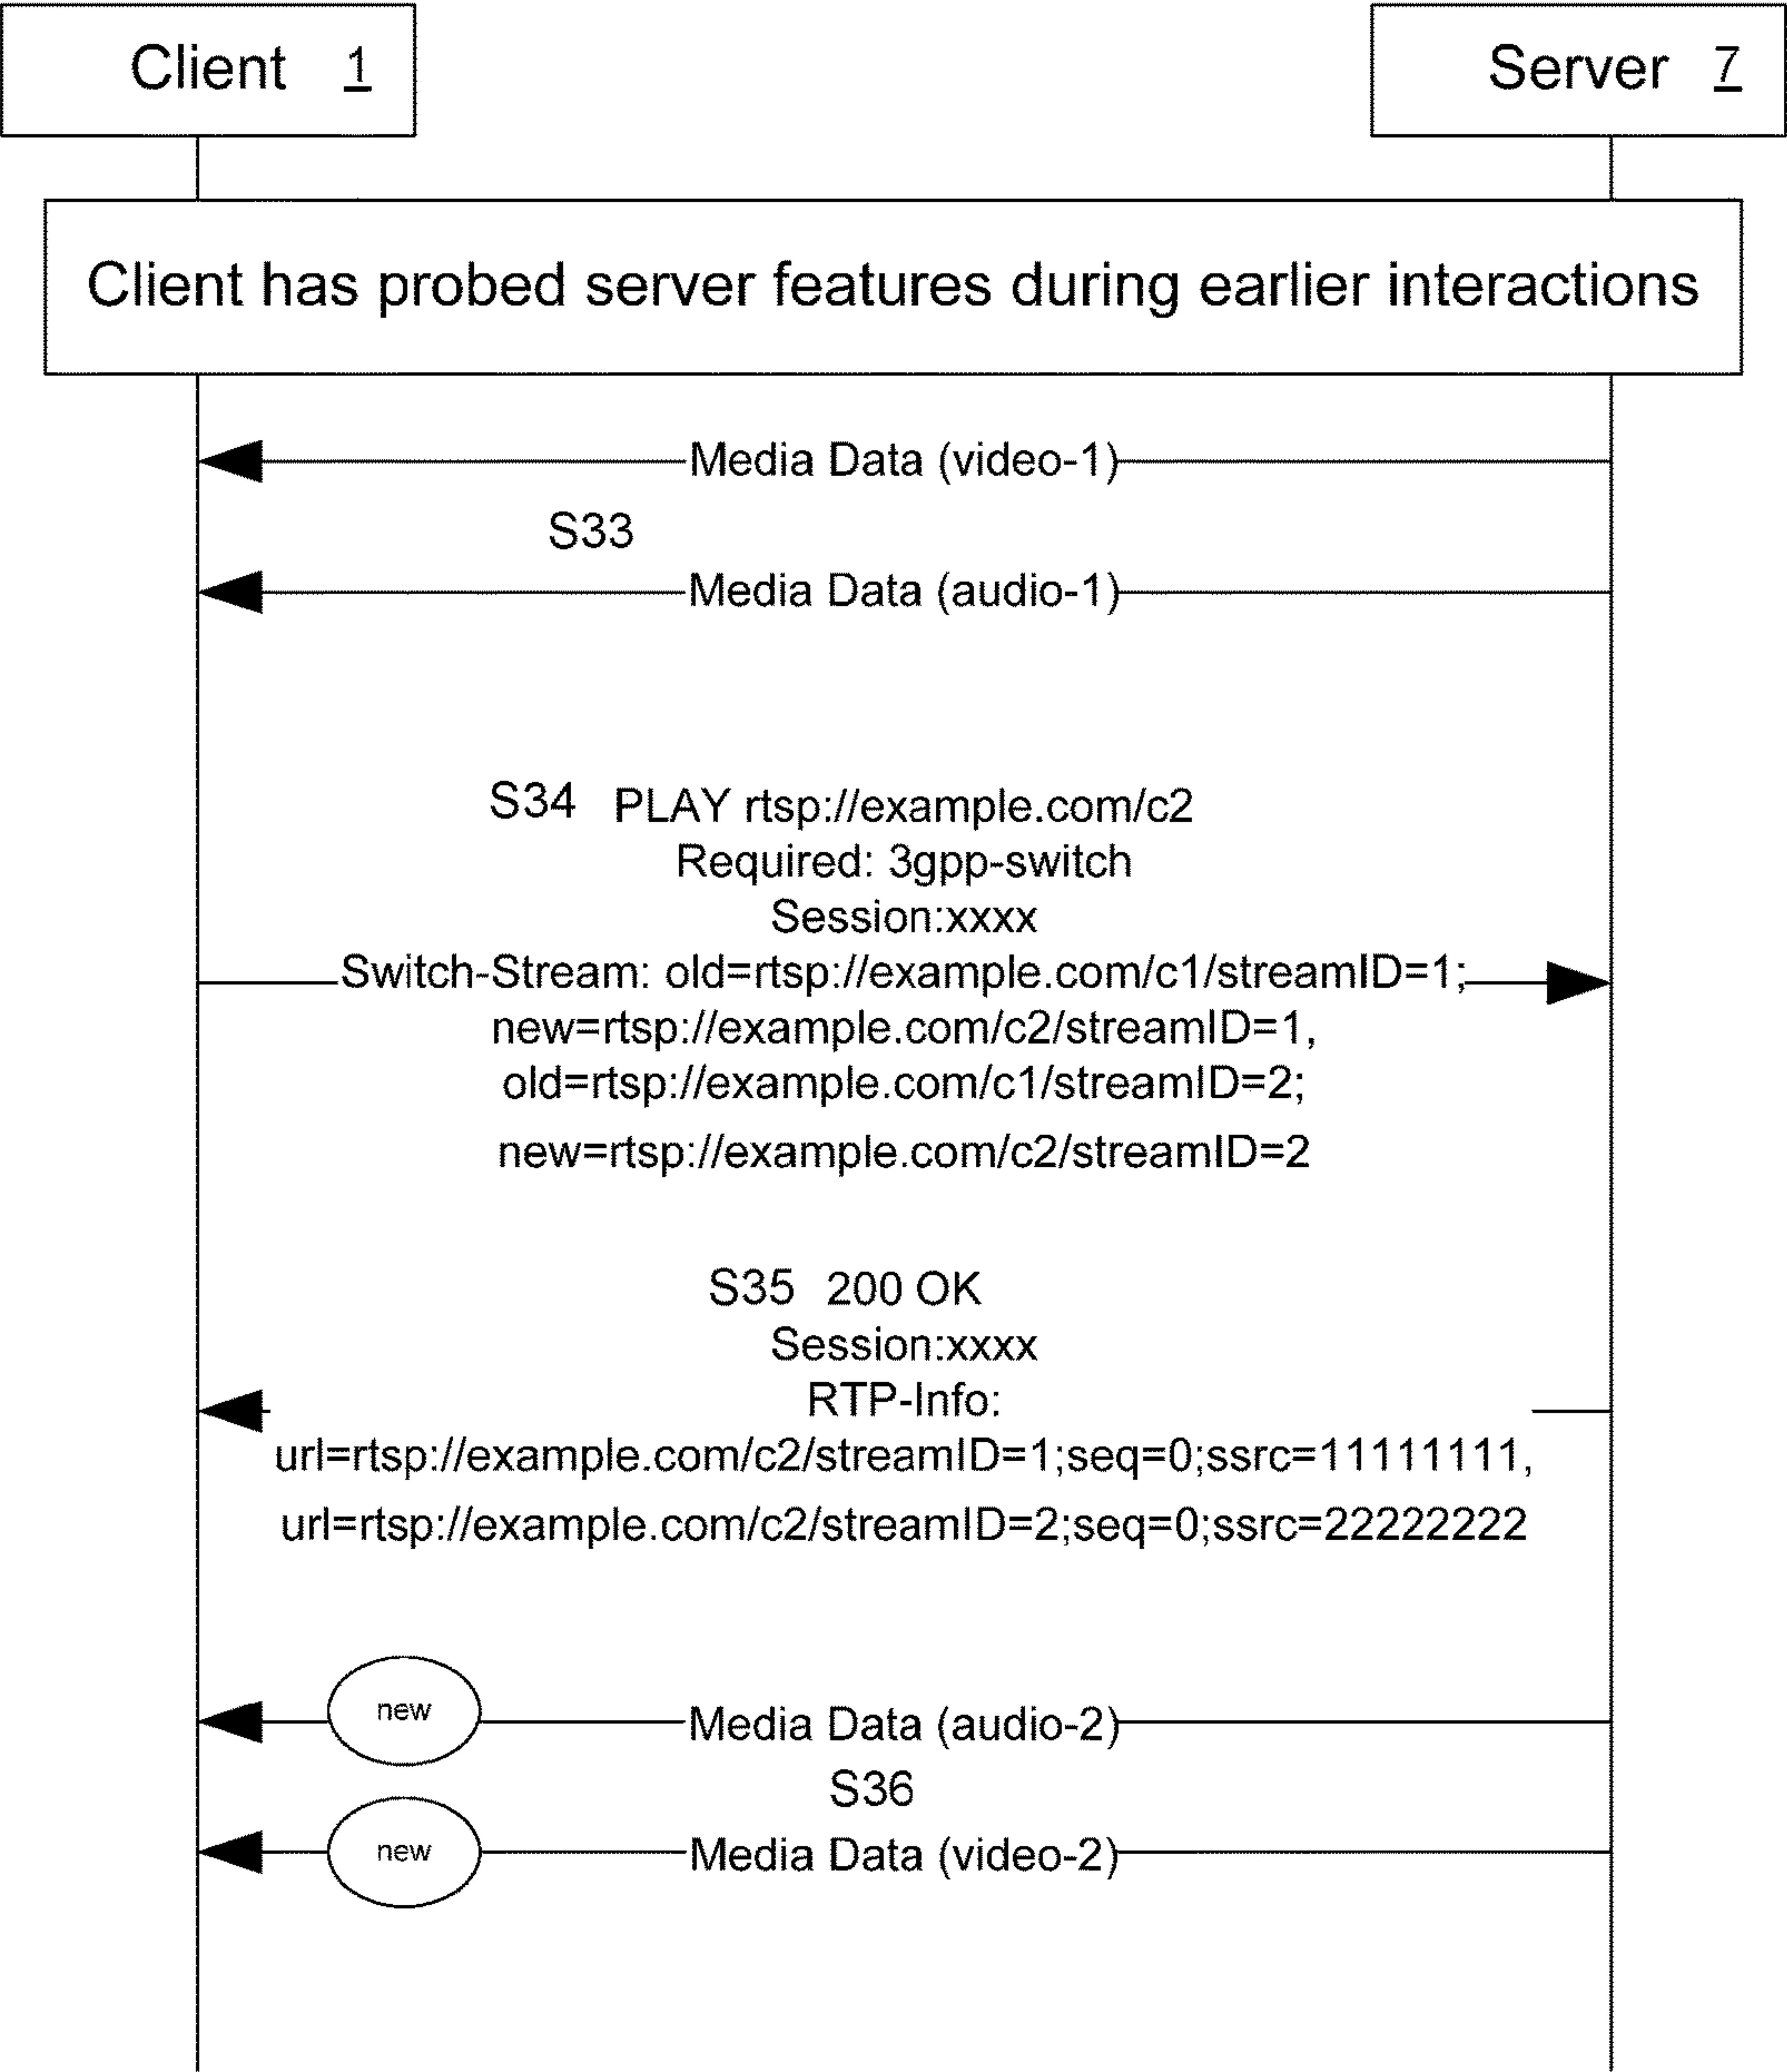 Client 1
Server 7
Client has probed server features during earlier interactions
Media Data (video-1)
S33
Media Data (audio-1)
S34 PLAY rtsp://example.com/c2
Required: 3gpp-switch
Session:xxxx
Switch-Stream: old=rtsp://example.com/c1/streamID=1;
new=rtsp://example.com/c2/streamID=1,
old=rtsp://example.com/c1/streamID=2;
new=rtsp://example.com/c2/streamID=2
S35 200 OK
Session:xxxx
RTP-Info:
url=rtsp://example.com/c2/streamID=1;seq=0;ssrc=11111111,
url=rtsp://example.com/c2/streamID=2;seq=0;ssrc=22222222
new
Media Data (audio-2)
S36
new
Media Data (video-2)